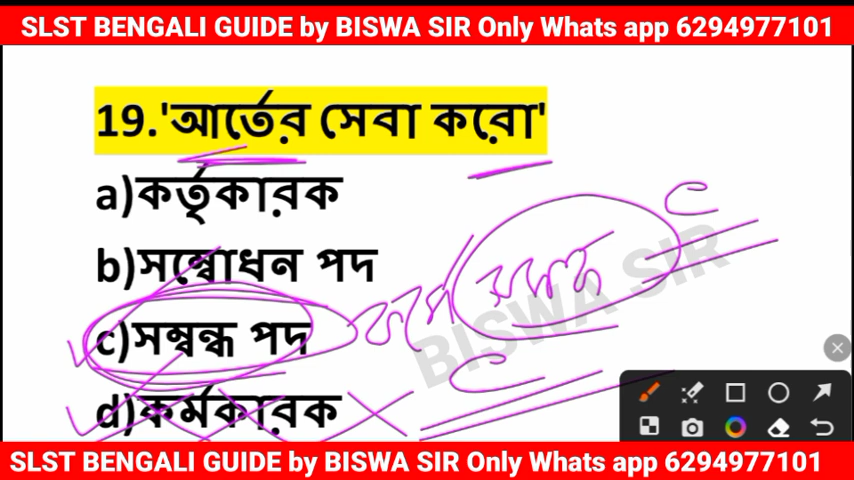 SLST BENGALI GUIDE by BISWA SIR Only Whats app 6294977101
19.'আর্তের সেবা করো'
a)কর্তৃকারক
b)সম্বোধন পদ
c)সম্বন্ধ পদ
d)কর্মকারক
C
C
BISWA SIR
SLST BENGALI GUIDE by BISWA SIR Only Whats app 6294977101